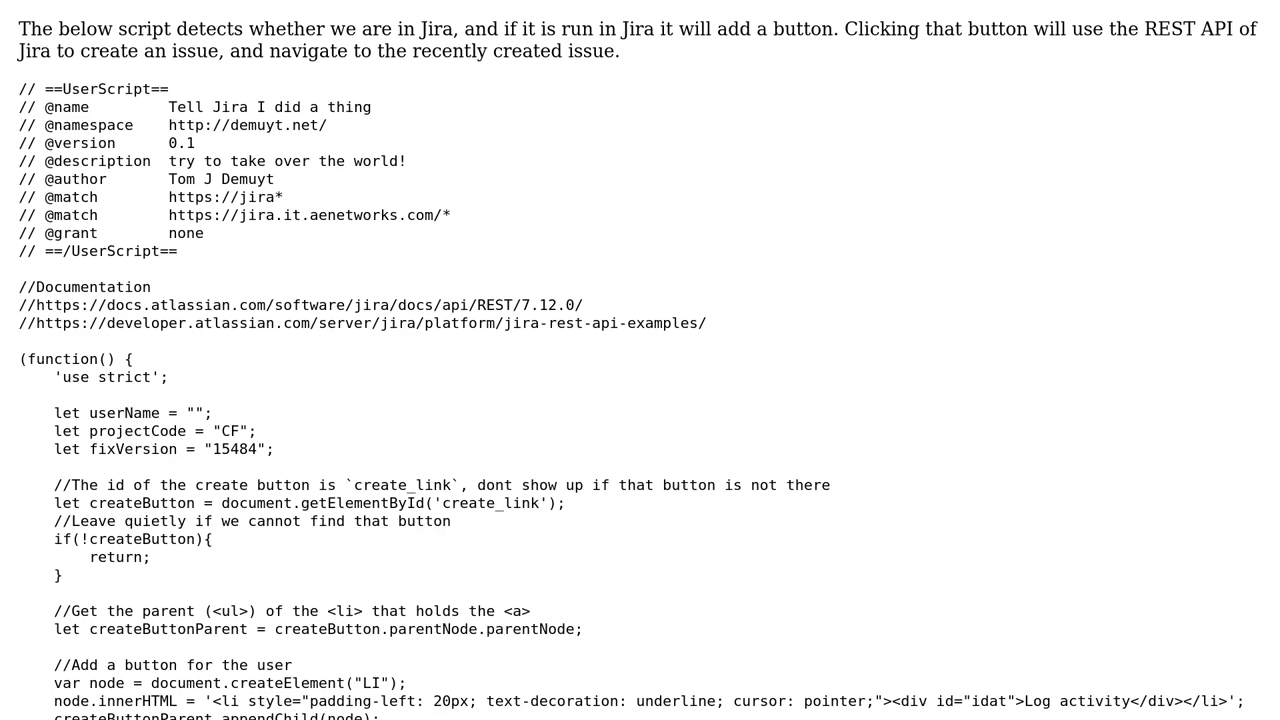 The below script detects whether we are in Jira, and if it is run in Jira it will add a button. Clicking that button will use the REST API of
Jira to create an issue, and navigate to the recently created issue.
// ==UserScript==
// @name         Tell Jira I did a thing
// @namespace    http://demuyt.net/
// @version      0.1
// @description  try to take over the world!
// @author       Tom J Demuyt
// @match        https://jira*
// @match        https://jira.it.aenetworks.com/*
// @grant        none
// ==/UserScript==
//Documentation
//https://docs.atlassian.com/software/jira/docs/api/REST/7.12.0/
//https://developer.atlassian.com/server/jira/platform/jira-rest-api-examples/
(function() {
    'use strict';
    let userName = "";
    let projectCode = "CF";
    let fixVersion = "15484";
    //The id of the create button is `create_link`, dont show up if that button is not there
    let createButton = document.getElementById('create_link');
    //Leave quietly if we cannot find that button
    if(!createButton){
        return;
    }
    //Get the parent (<ul>) of the <li> that holds the <a>
    let createButtonParent = createButton.parentNode.parentNode;
    //Add a button for the user
    var node = document.createElement("LI");
    node.innerHTML = '<li style="padding-left: 20px; text-decoration: underline; cursor: pointer;"><div id="idat">Log activity</div></li>';
    createButtonParent.appendChild(node);